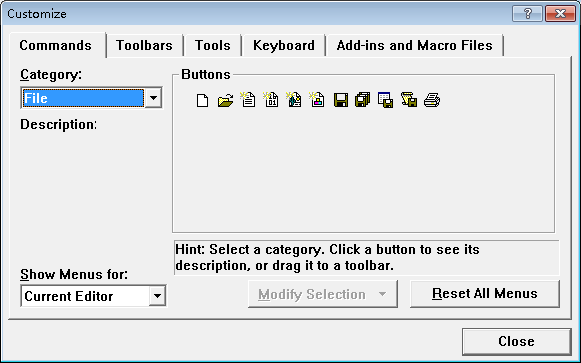 Customize
Commands
Toolbars
Tools
Keyboard
Add-ins and Macro Files
Category:
File
Description:
Buttons
Hint: Select a category. Click a button to see its
description, or drag it to a toolbar.
Show Menus for:
Current Editor
Modify Selection
Reset All Menus
Close